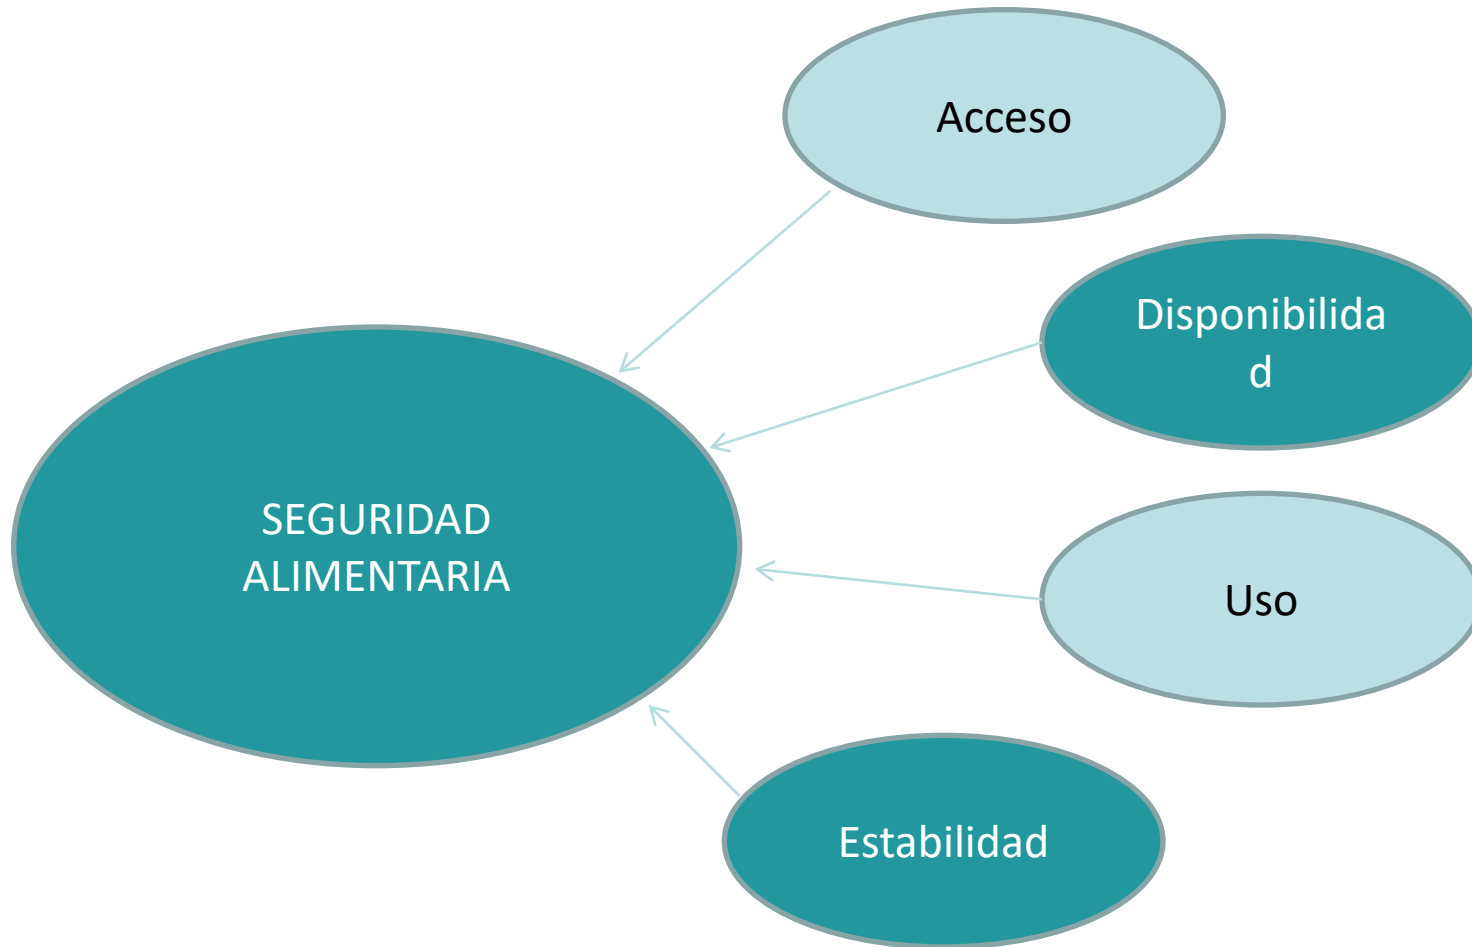 Acceso
Disponibilida
d
SEGURIDAD
ALIMENTARIA
Uso
Estabilidad